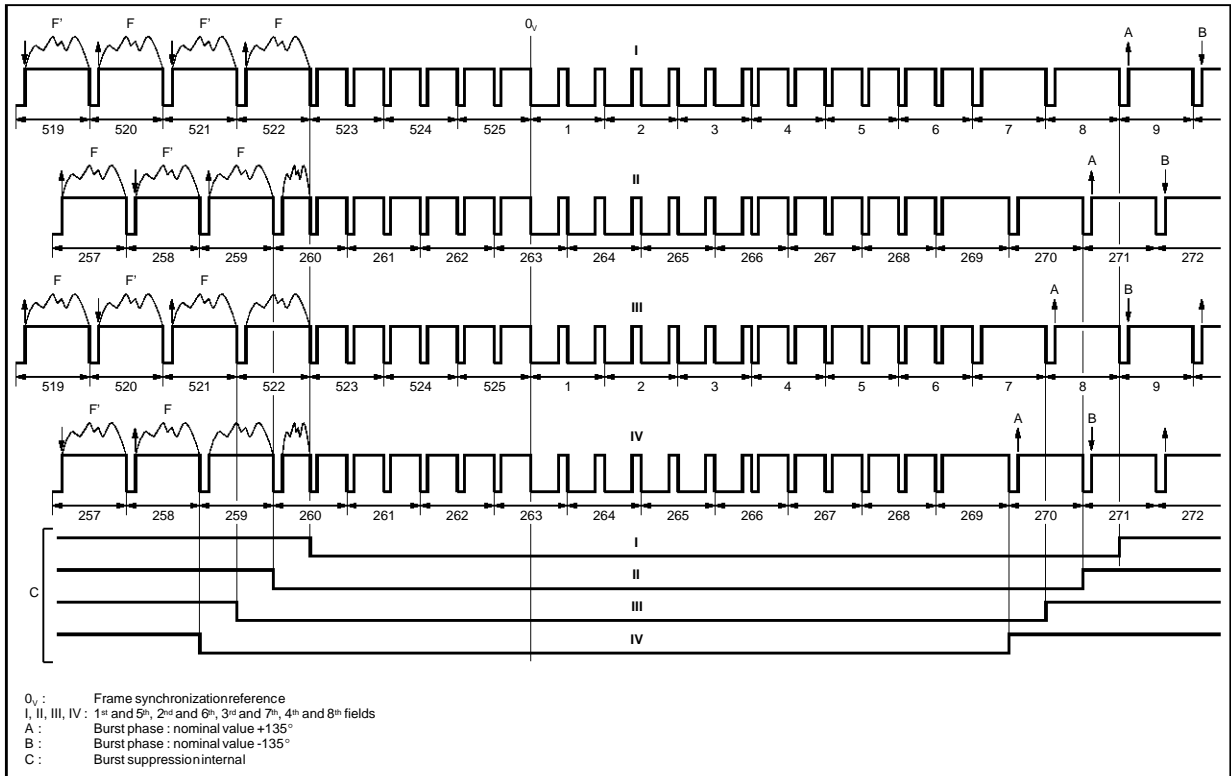 F' F F' F 0V A B
I
519 520 521 522 523 524 525 1 2 3 4 5 6 7 8 9
F F' F A B
II
257 258 259 260 261 262 263 264 265 266 267 268 269 270 271 272
F F' F A B
III
519 520 521 522 523 524 525 1 2 3 4 5 6 7 8 9
F' F A B
IV
257 258 259 260 261 262 263 264 265 266 267 268 269 270 271 272
I
II
C
III
IV
0V : Frame synchronization reference
I, II, III, IV : 1st and 5th, 2nd and 6th, 3rd and 7th, 4th and 8th fields
A : Burst phase : nominal value +135°
B : Burst phase : nominal value -135°
C : Burst suppression internal